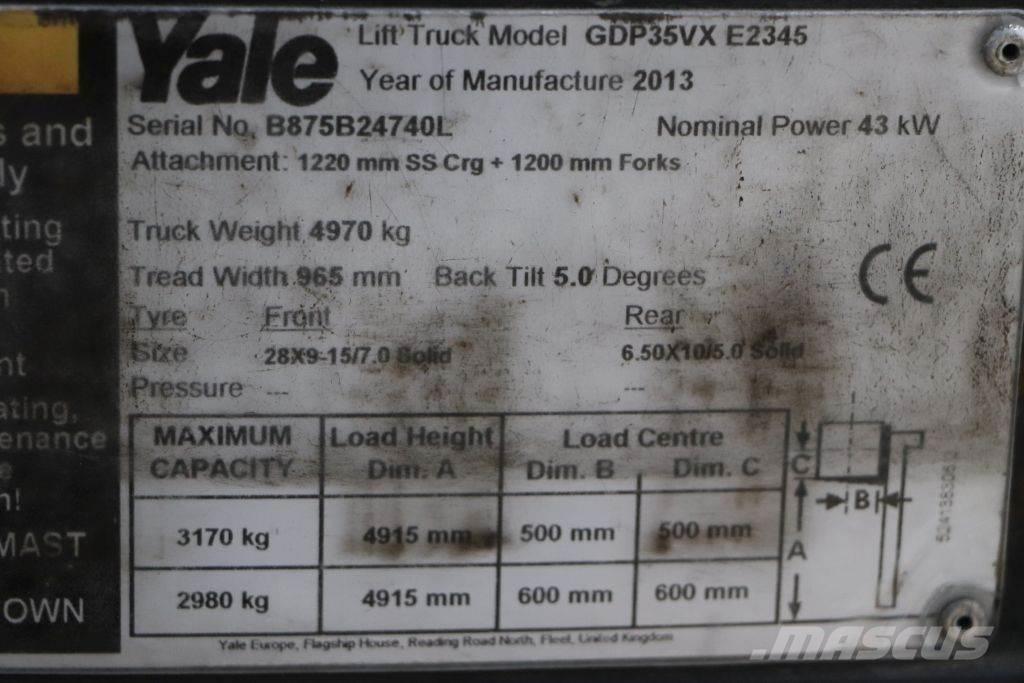 Yale
Lift Truck Model GDP35VX E2345
Year of Manufacture 2013
Serial No. B875B24740L Nominal Power 43 kW
Attachment: 1220 mm SS Crg + 1200 mm Forks
Truck Weight 4970 kg
Tread Width 965 mm Back Tilt 5.0 Degrees
CE
Tyre Front Rear
Size 28X9-15/7.0 Solid 6.50X10/5.0 Solid
Pressure --- ---
MAXIMUM Load Height Load Centre
CAPACITY Dim. A Dim. B Dim. C
3170 kg 4915 mm 500 mm 500 mm
2980 kg 4915 mm 600 mm 600 mm
C
B
A
Yale Europe, Flagship House, Reading Road North, Fleet, United Kingdom
s and
ly
ting
ted
nt
ating,
enance
e
n!
MAST
OWN
MASCUS